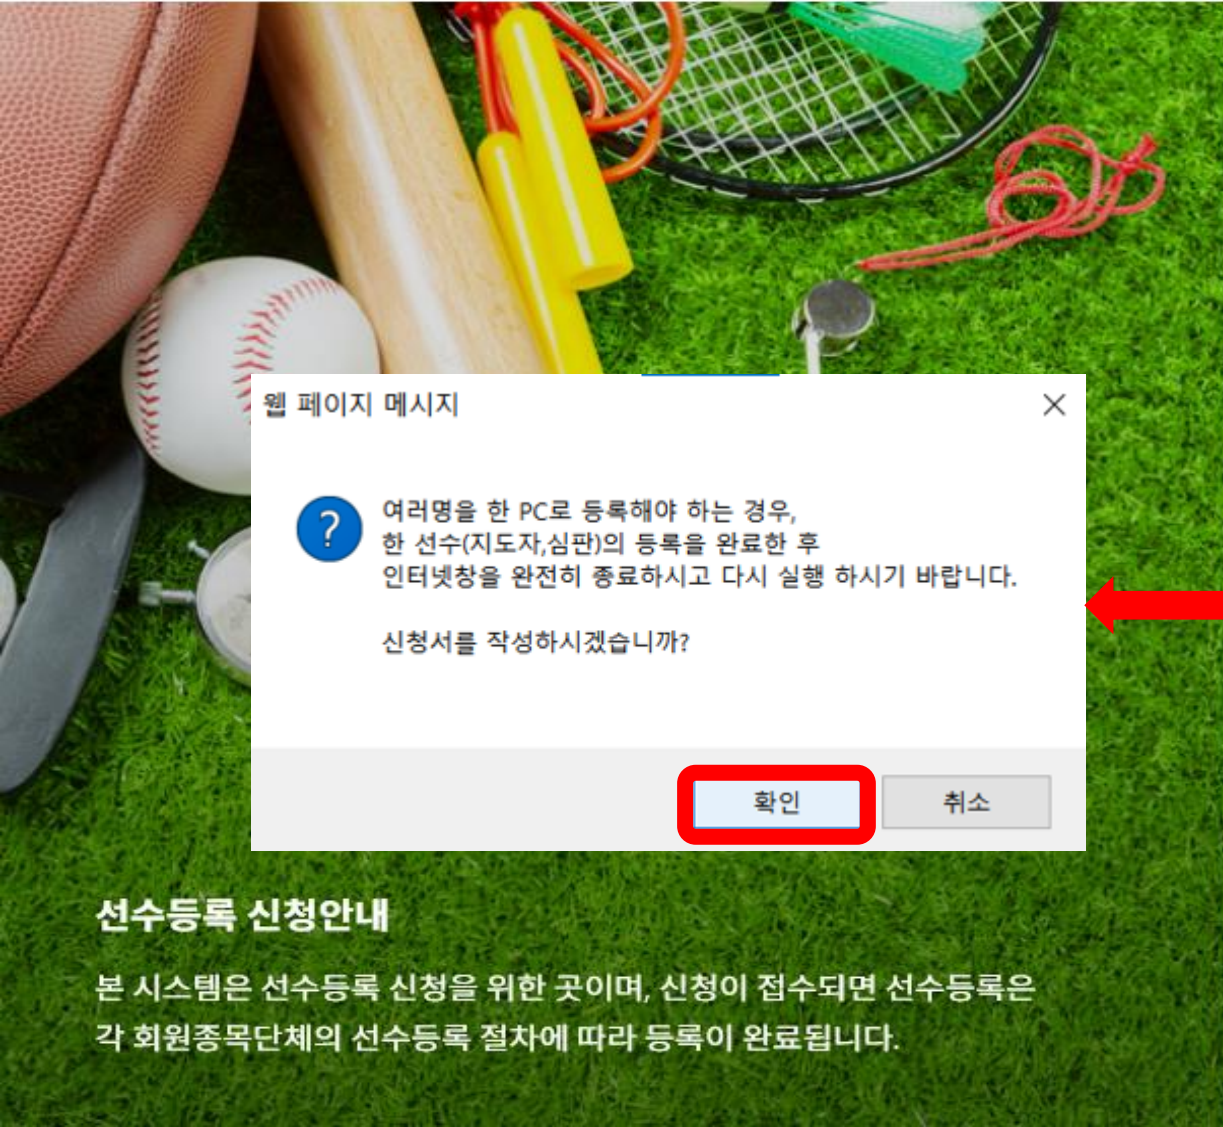 웹 페이지 메시지
?
여러명을 한 PC로 등록해야 하는 경우,
한 선수(지도자,심판)의 등록을 완료한 후
인터넷창을 완전히 종료하시고 다시 실행 하시기 바랍니다.
신청서를 작성하시겠습니까?
확인 취소
선수등록 신청안내
본 시스템은 선수등록 신청을 위한 곳이며, 신청이 접수되면 선수등록은
각 회원종목단체의 선수등록 절차에 따라 등록이 완료됩니다.